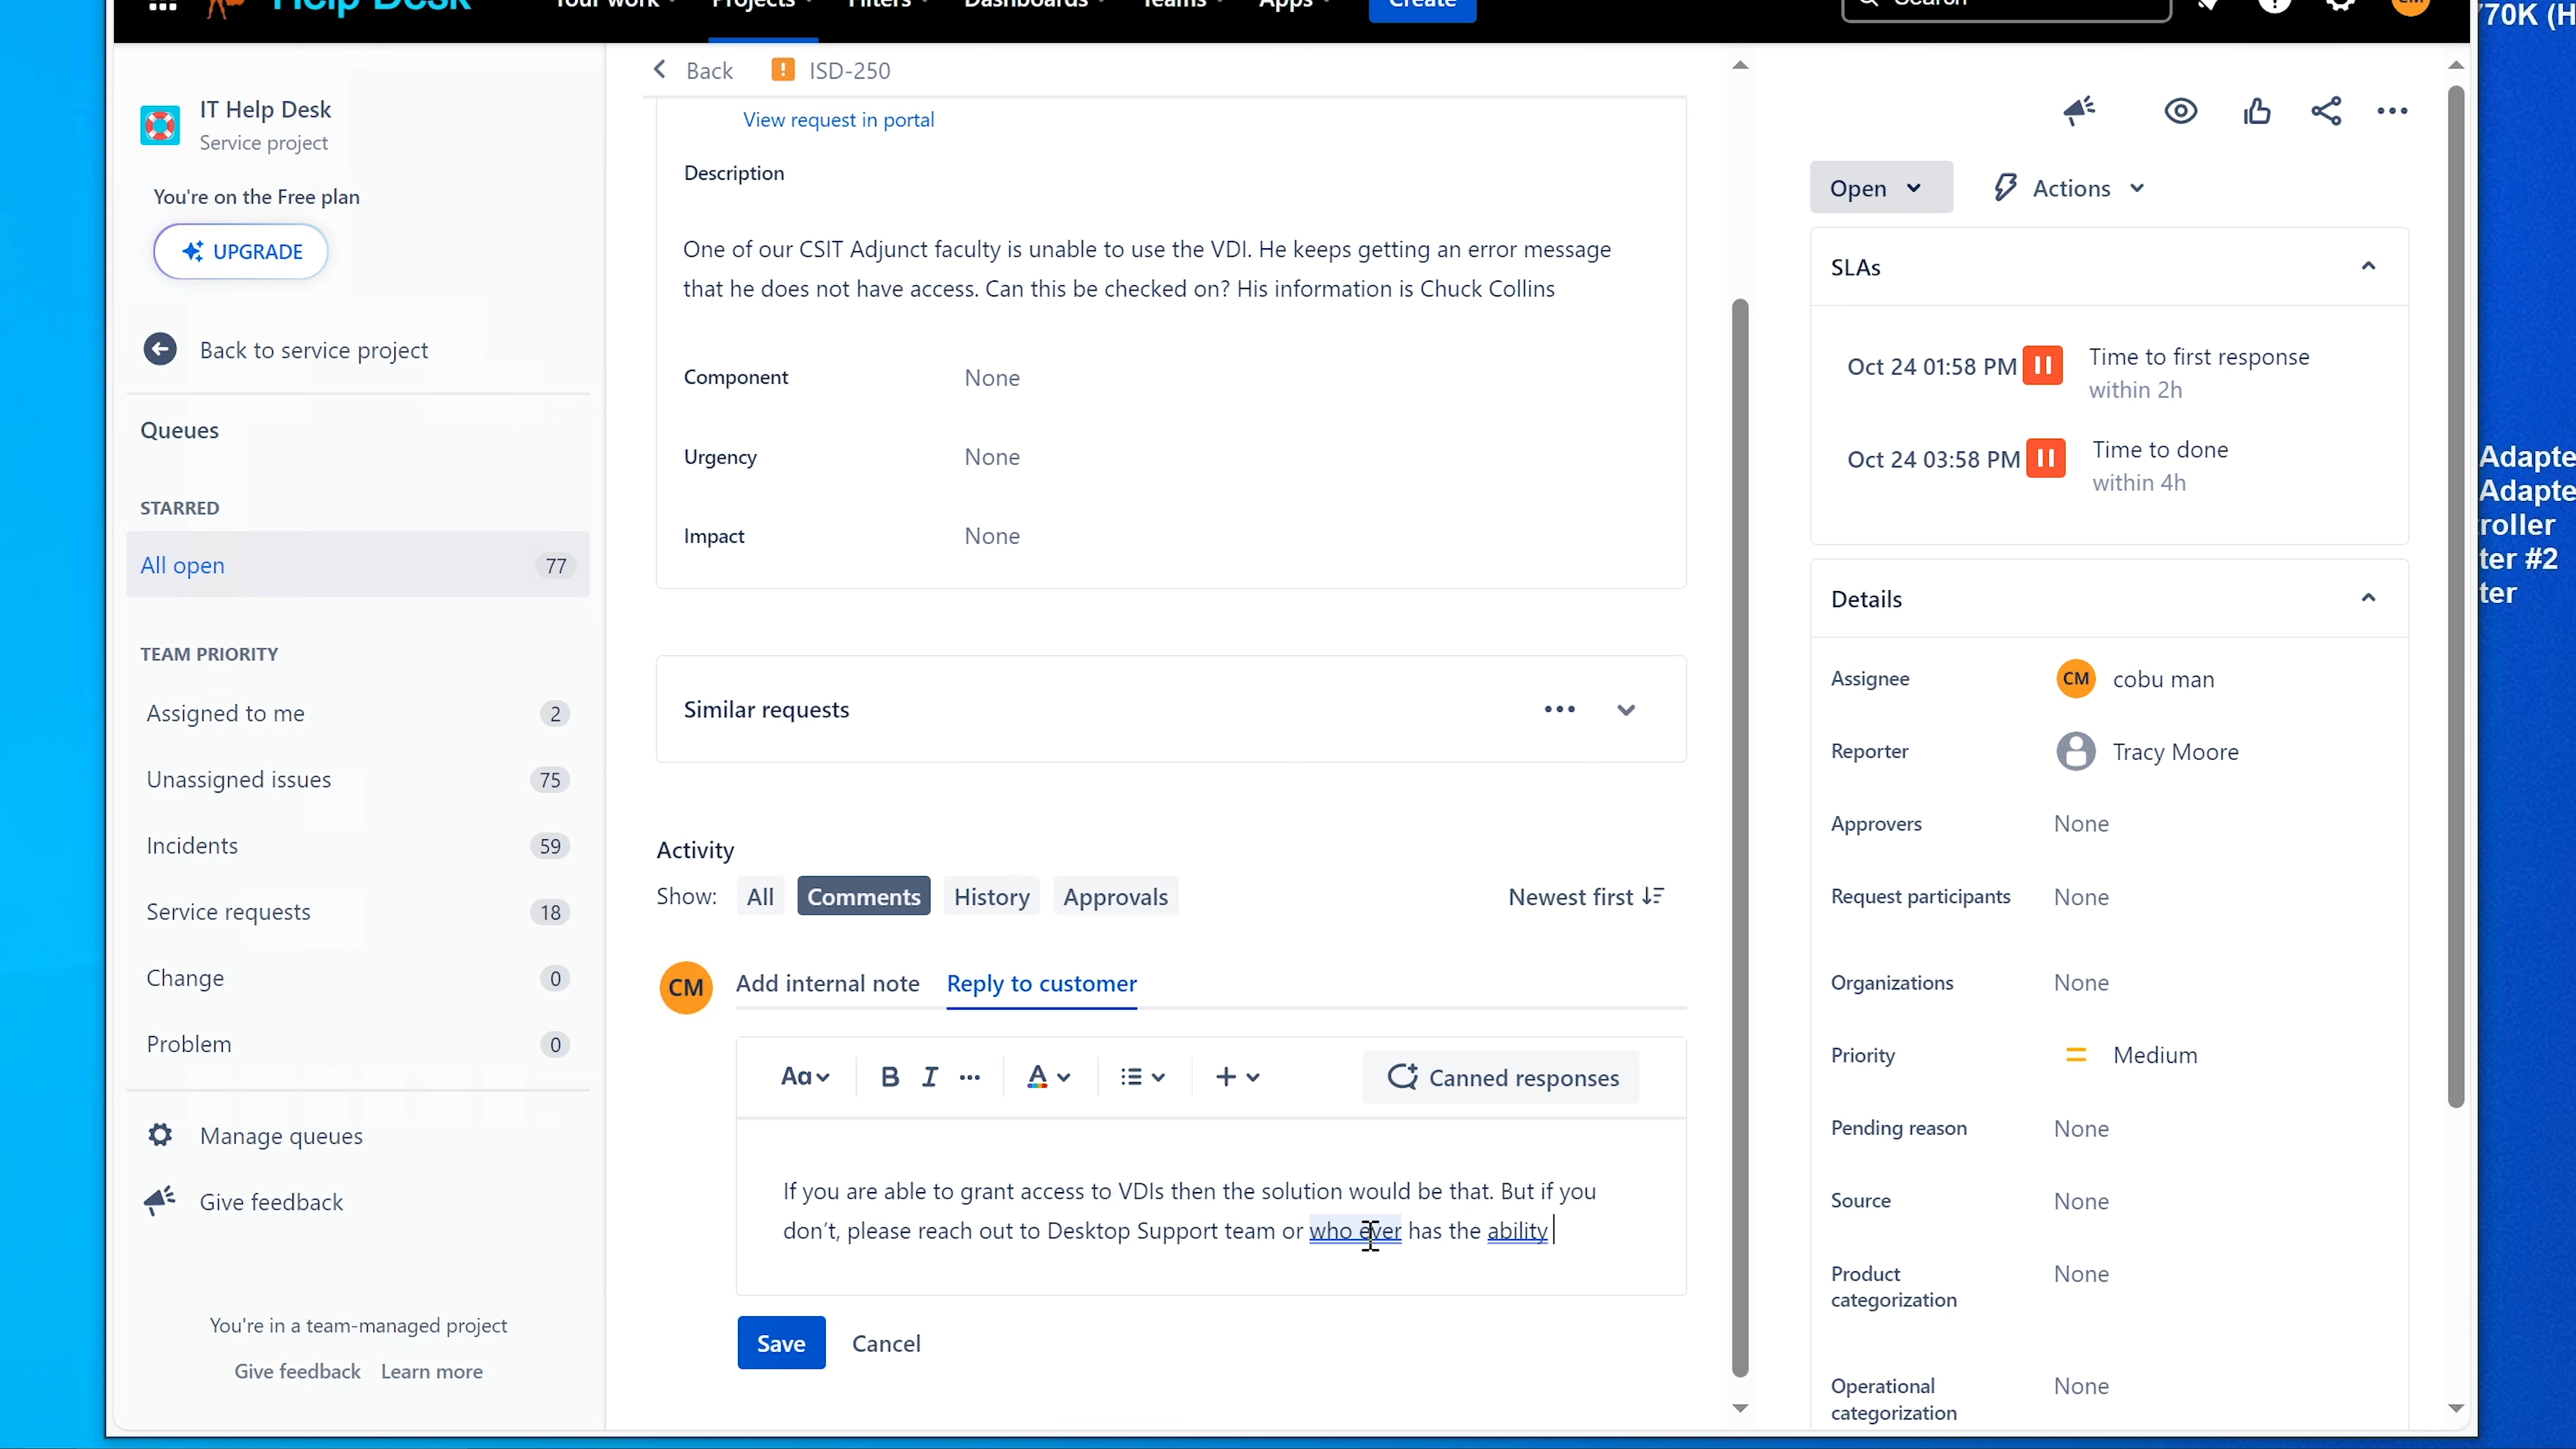 Help Desk
Your work
Projects
Filters
Dashboards
Teams
Apps
Create
Search
CM
770K (H
IT Help Desk
Service project
You're on the Free plan
UPGRADE
Back to service project
Queues
STARRED
All open 77
TEAM PRIORITY
Assigned to me 2
Unassigned issues 75
Incidents 59
Service requests 18
Change 0
Problem 0
Manage queues
Give feedback
You're in a team-managed project
Give feedback Learn more
Back ISD-250
View request in portal
Description
One of our CSIT Adjunct faculty is unable to use the VDI. He keeps getting an error message
that he does not have access. Can this be checked on? His information is Chuck Collins
Component None
Urgency None
Impact None
Similar requests
Activity
Show: All Comments History Approvals Newest first
CM Add internal note Reply to customer
Aa B I A Canned responses
If you are able to grant access to VDIs then the solution would be that. But if you
don't, please reach out to Desktop Support team or who ever has the ability
Save Cancel
Open Actions
SLAs
Oct 24 01:58 PM Time to first response
within 2h
Oct 24 03:58 PM Time to done
within 4h
Details
Assignee CM cobu man
Reporter Tracy Moore
Approvers None
Request participants None
Organizations None
Priority Medium
Pending reason None
Source None
Product
categorization None
Operational
categorization None
Adapte
Adapte
roller
ter #2
ter